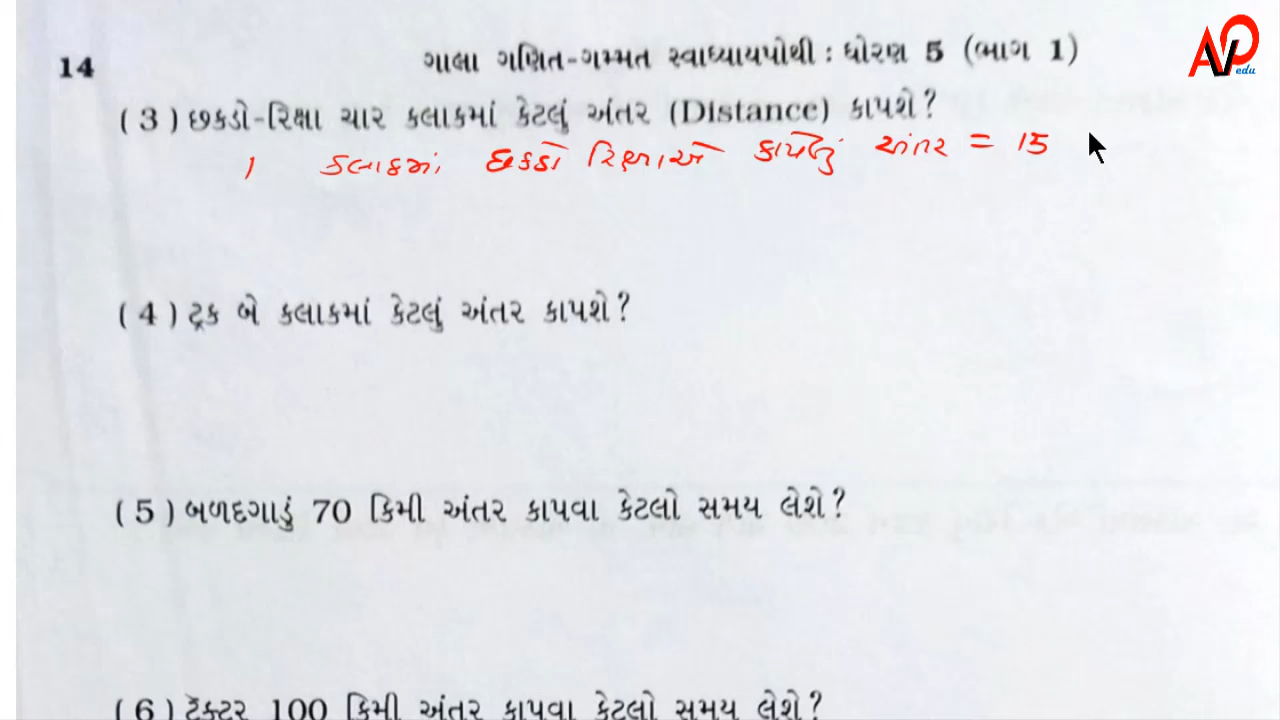 14
ગાલા ગણિત-ગમ્મત સ્વાધ્યાયપોથી : ધોરણ 5 (ભાગ 1)
AVP edu
(3) છકડો-રિક્ષા ચાર કલાકમાં કેટલું અંતર (Distance) કાપશે?
1 કલાકમાં છકડો રિક્ષાએ કાપેલું અંતર = 15
(4) ટ્રક બે કલાકમાં કેટલું અંતર કાપશે?
(5) બળદગાડું 70 કિમી અંતર કાપવા કેટલો સમય લેશે?
(6) ટ્રૅક્ટર 100 કિમી અંતર કાપવા કેટલો સમય લેશે?